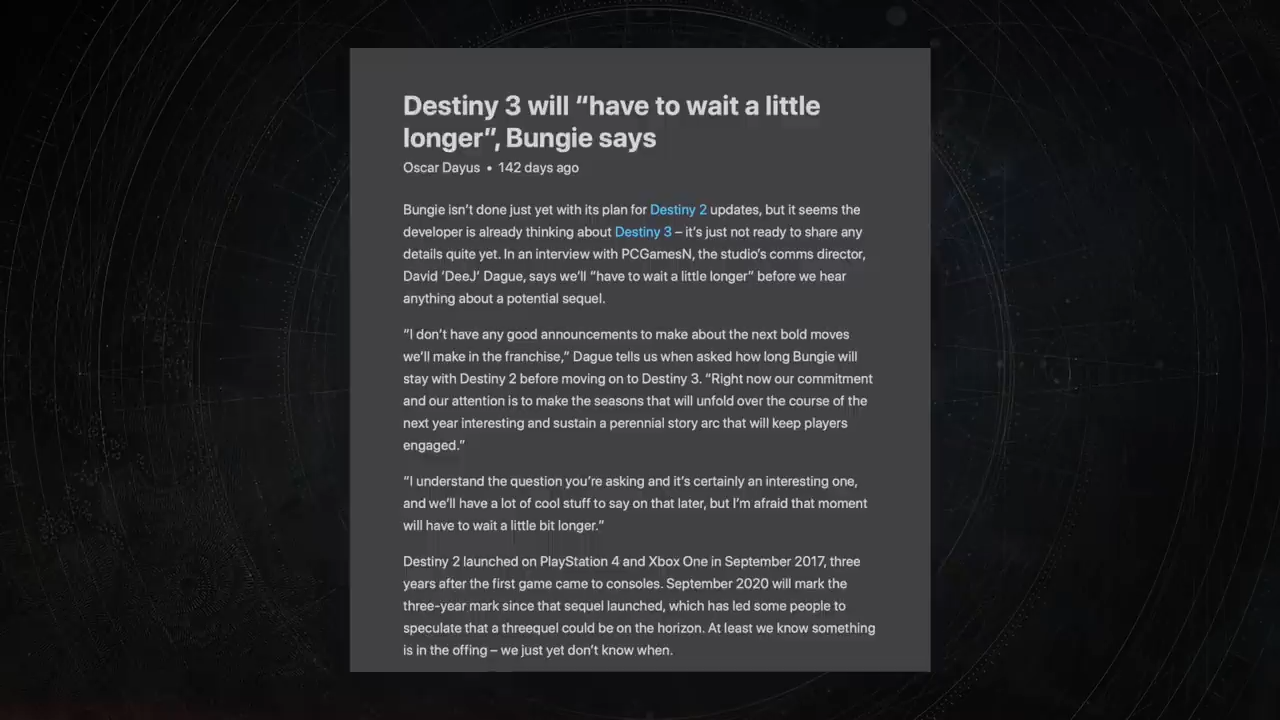 Destiny 3 will “have to wait a little
longer”, Bungie says
Oscar Dayus • 142 days ago
Bungie isn’t done just yet with its plan for Destiny 2 updates, but it seems the
developer is already thinking about Destiny 3 – it’s just not ready to share any
details quite yet. In an interview with PCGamesN, the studio’s comms director,
David ‘DeeJ’ Dague, says we’ll “have to wait a little longer” before we hear
anything about a potential sequel.
“I don’t have any good announcements to make about the next bold moves
we’ll make in the franchise,” Dague tells us when asked how long Bungie will
stay with Destiny 2 before moving on to Destiny 3. “Right now our commitment
and our attention is to make the seasons that will unfold over the course of the
next year interesting and sustain a perennial story arc that will keep players
engaged.”
“I understand the question you’re asking and it’s certainly an interesting one,
and we’ll have a lot of cool stuff to say on that later, but I’m afraid that moment
will have to wait a little bit longer.”
Destiny 2 launched on PlayStation 4 and Xbox One in September 2017, three
years after the first game came to consoles. September 2020 will mark the
three-year mark since that sequel launched, which has led some people to
speculate that a threequel could be on the horizon. At least we know something
is in the offing – we just yet don’t know when.